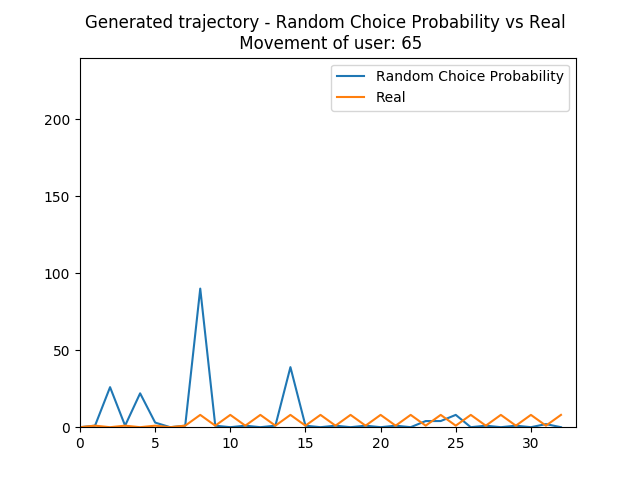 Generated trajectory - Random Choice Probability vs Real
Movement of user: 65
Random Choice Probability
Real
200
150
100
50
0
0 5 10 15 20 25 30